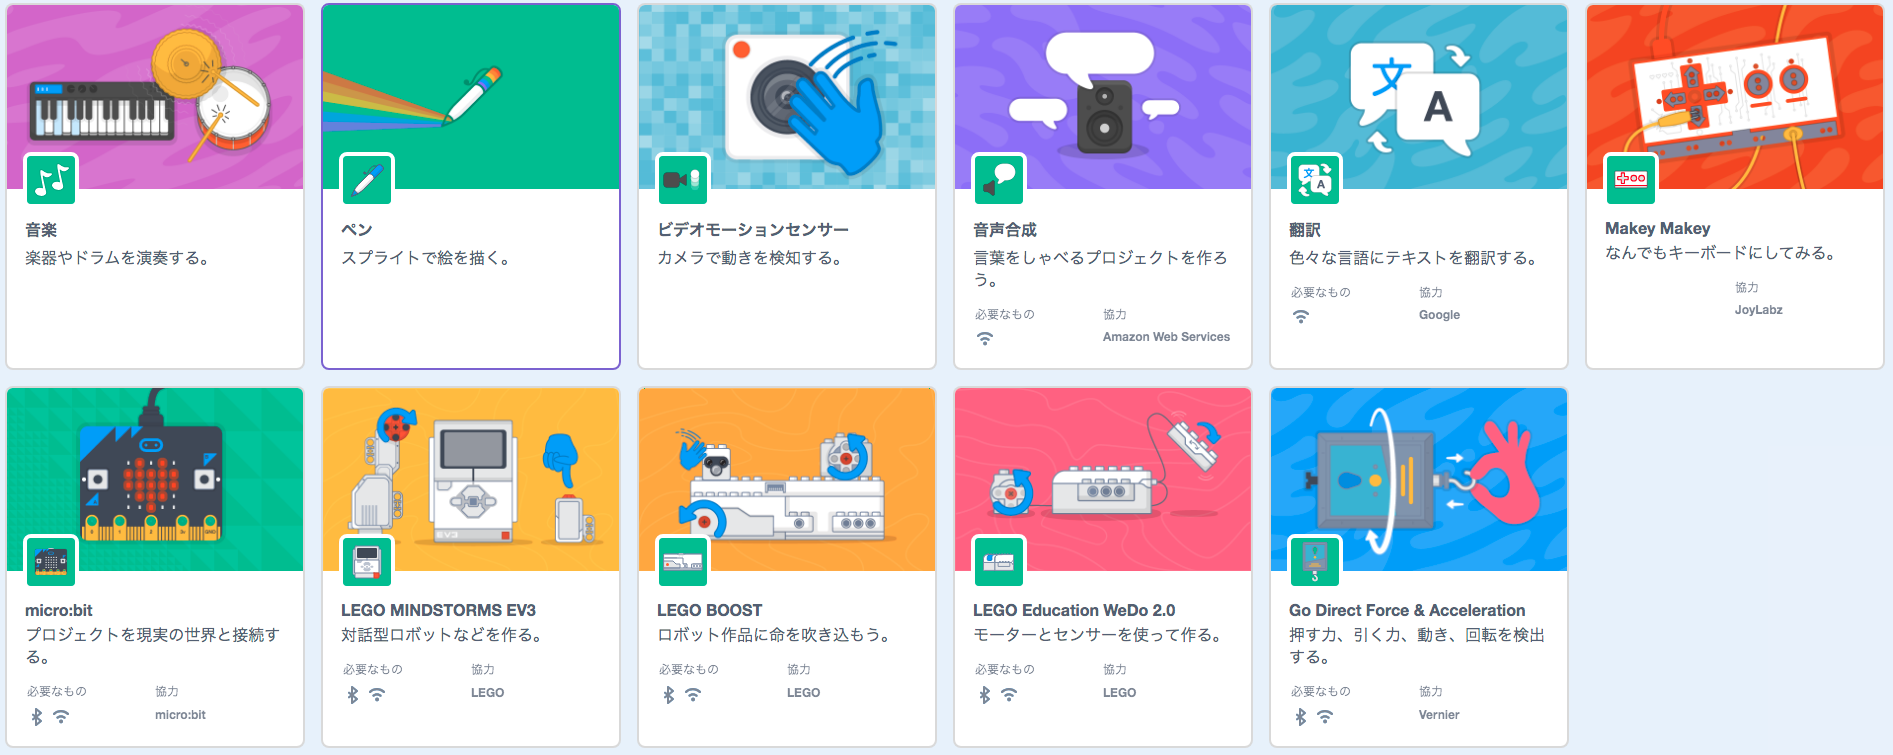 音楽
楽器やドラムを演奏する。
ペン
スプライトで絵を描く。
ビデオモーションセンサー
カメラで動きを検知する。
音声合成
言葉をしゃべるプロジェクトを作ろ
う。
必要なもの 協力
Amazon Web Services
文
A
文
A
翻訳
色々な言語にテキストを翻訳する。
必要なもの 協力
Google
Makey Makey
なんでもキーボードにしてみる。
協力
JoyLabz
micro:bit
プロジェクトを現実の世界と接続す
る。
必要なもの 協力
micro:bit
EV3
LEGO MINDSTORMS EV3
対話型ロボットなどを作る。
必要なもの 協力
LEGO
LEGO BOOST
ロボット作品に命を吹き込もう。
必要なもの 協力
LEGO
LEGO Education WeDo 2.0
モーターとセンサーを使って作る。
必要なもの 協力
LEGO
Go Direct Force & Acceleration
押す力、引く力、動き、回転を検出
する。
必要なもの 協力
Vernier